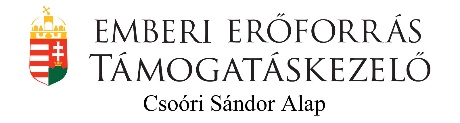 EMBERI ERŐFORRÁS
TÁMOGATÁSKEZELŐ
Csoóri Sándor Alap